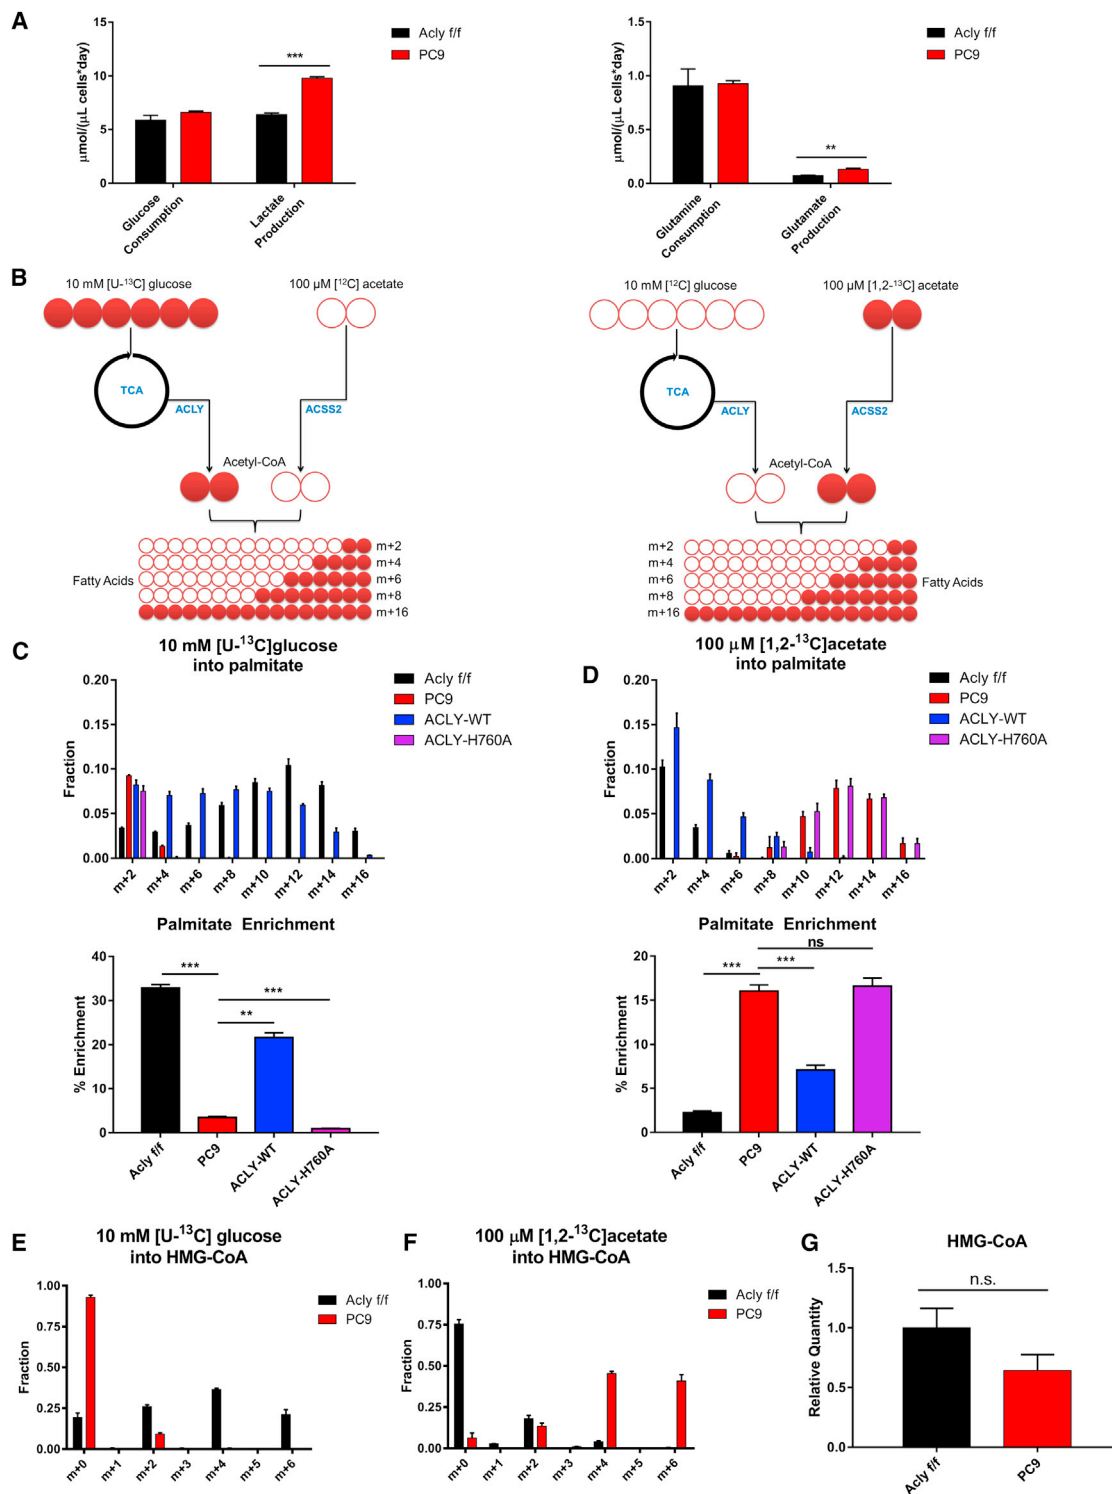 A
15
10
5
0
μmol/(μL cells*day)
***
Glucose Consumption
Lactate Production
Acly f/f
PC9
1.5
1.0
0.5
0.0
μmol/(μL cells*day)
**
Glutamine Consumption
Glutamate Production
Acly f/f
PC9
B
10 mM [U-¹³C] glucose
100 μM [¹²C] acetate
TCA
ACLY
ACSS2
Acetyl-CoA
Fatty Acids
m+2
m+4
m+6
m+8
m+16
10 mM [¹²C] glucose
100 μM [1,2-¹³C] acetate
TCA
ACLY
ACSS2
Acetyl-CoA
m+2
m+4
m+6
m+8
m+16
Fatty Acids
C
10 mM [U-¹³C]glucose
into palmitate
0.20
0.15
0.10
0.05
0.00
Fraction
m+2 m+4 m+6 m+8 m+10 m+12 m+14 m+16
Acly f/f
PC9
ACLY-WT
ACLY-H760A
Palmitate Enrichment
40
30
20
10
0
% Enrichment
***
***
**
Acly f/f PC9 ACLY-WT ACLY-H760A
D
100 μM [1,2-¹³C]acetate
into palmitate
0.20
0.15
0.10
0.05
0.00
Fraction
m+2 m+4 m+6 m+8 m+10 m+12 m+14 m+16
Acly f/f
PC9
ACLY-WT
ACLY-H760A
Palmitate Enrichment
20
15
10
5
0
% Enrichment
ns
***
***
Acly f/f PC9 ACLY-WT ACLY-H760A
E
10 mM [U-¹³C] glucose
into HMG-CoA
1.00
0.75
0.50
0.25
0.00
Fraction
m+0 m+1 m+2 m+3 m+4 m+5 m+6
Acly f/f
PC9
F
100 μM [1,2-¹³C]acetate
into HMG-CoA
1.00
0.75
0.50
0.25
0.00
Fraction
m+0 m+1 m+2 m+3 m+4 m+5 m+6
Acly f/f
PC9
G
HMG-CoA
1.5
1.0
0.5
0.0
Relative Quantity
n.s.
Acly f/f PC9